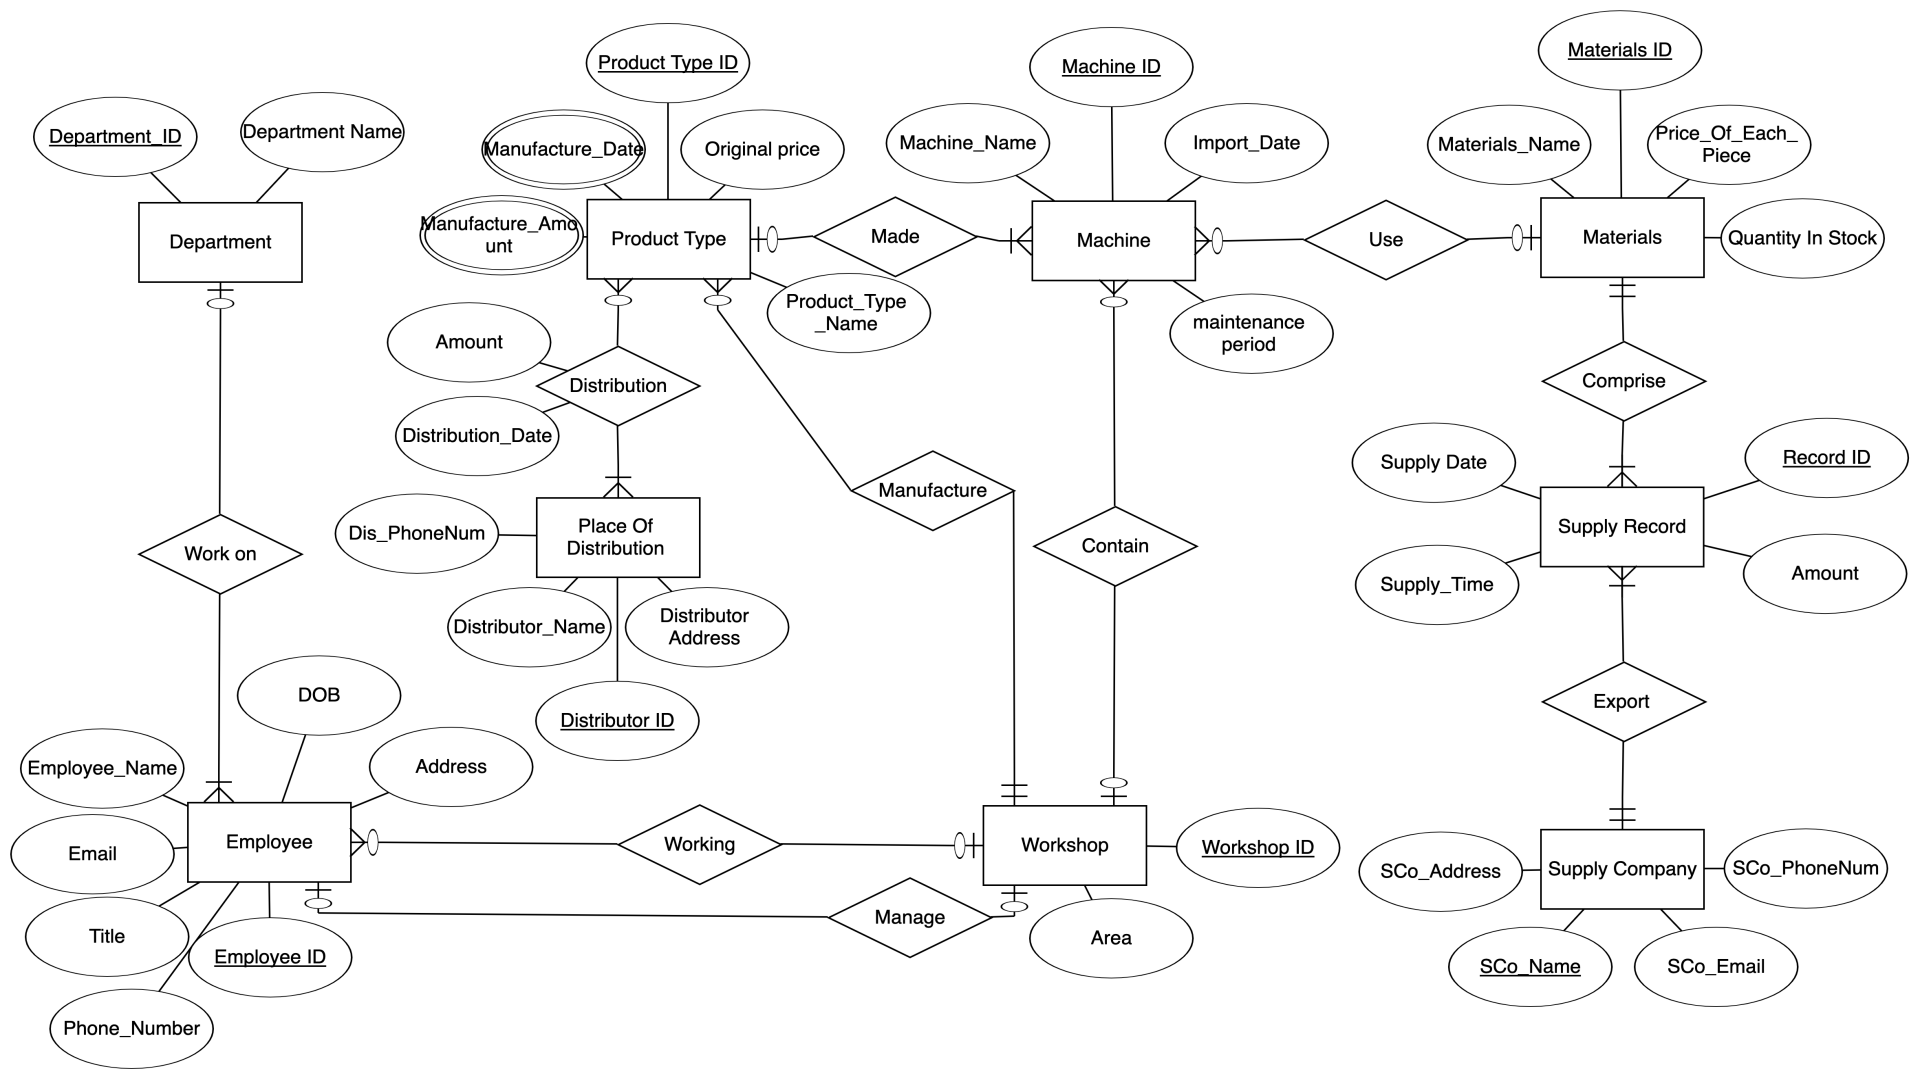 Materials ID
Product Type ID
Machine ID
Department_ID
Department Name
Manufacture_Date
Original price
Machine_Name
Import_Date
Materials_Name
Price_Of_Each_
Piece
Manufacture_Amo
unt
Department
Product Type
Made
Machine
Use
Materials
Quantity In Stock
Product_Type
_Name
maintenance
period
Amount
Distribution
Comprise
Distribution_Date
Supply Date
Record ID
Manufacture
Dis_PhoneNum
Place Of
Distribution
Supply Record
Work on
Contain
Supply_Time
Amount
Distributor_Name
Distributor
Address
DOB
Export
Distributor ID
Employee_Name
Address
Email
Employee
Working
Workshop
Workshop ID
SCo_Address
Supply Company
SCo_PhoneNum
Title
Employee ID
Manage
Area
SCo_Name
SCo_Email
Phone_Number